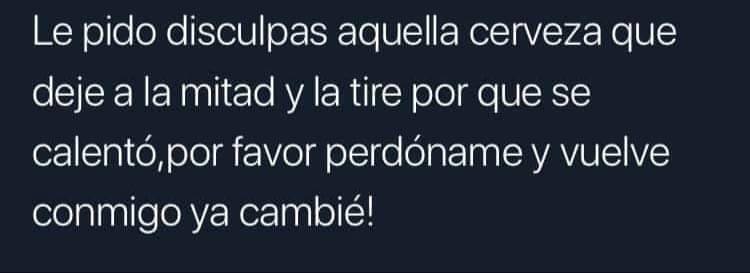 Le pido disculpas aquella cerveza que
deje a la mitad y la tire por que se
calentó,por favor perdóname y vuelve
conmigo ya cambié!